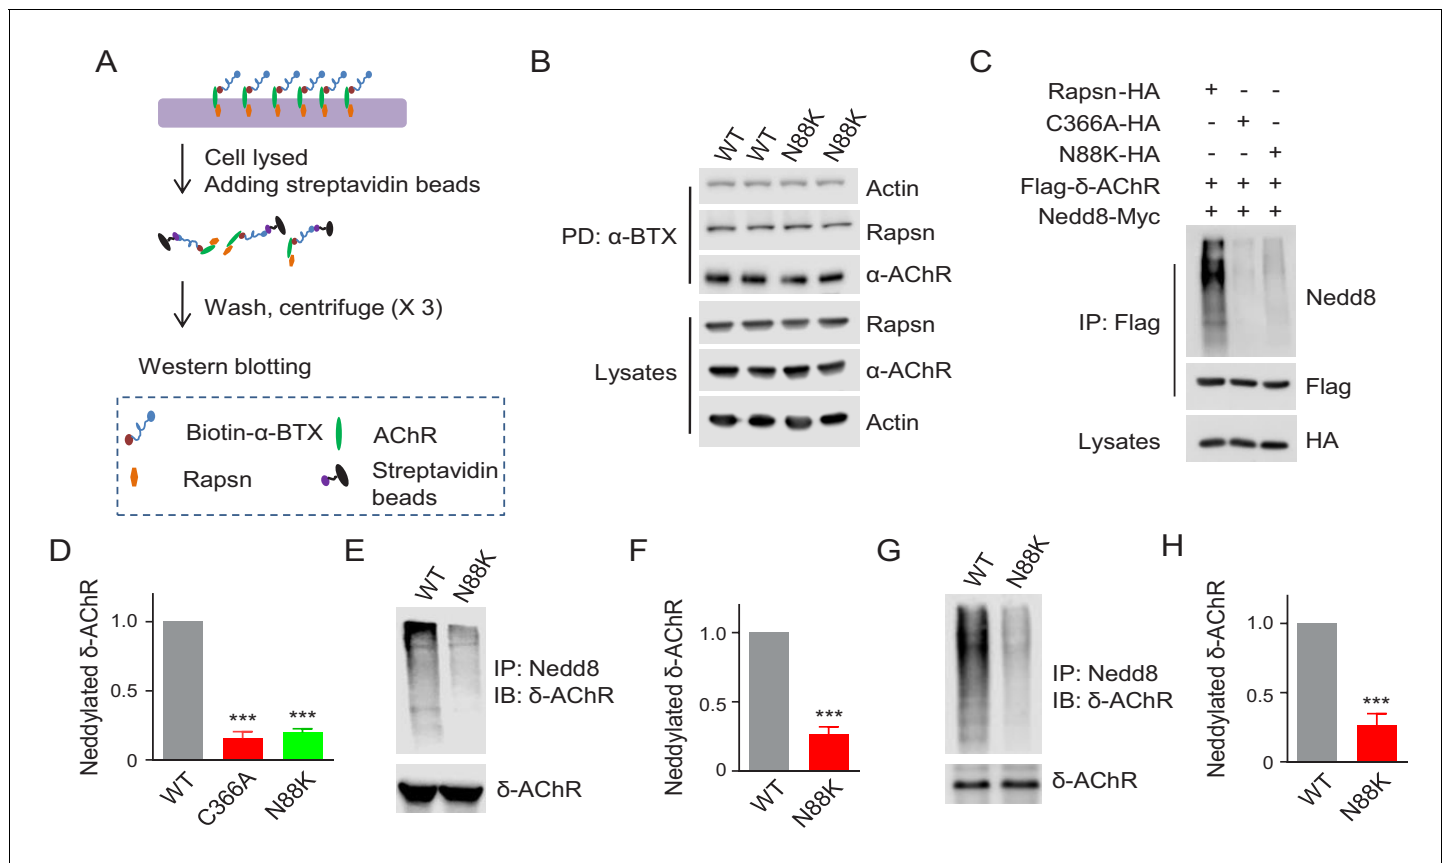 A
Cell lysed
Adding streptavidin beads
Wash, centrifuge (X 3)
Western blotting
Biotin-α-BTX
AChR
Rapsn
Streptavidin
beads
B
WT
WT
N88K
N88K
PD: α-BTX
Actin
Rapsn
α-AChR
Lysates
Rapsn
α-AChR
Actin
C
Rapsn-HA + - -
C366A-HA - + -
N88K-HA - - +
Flag-δ-AChR + + +
Nedd8-Myc + + +
IP: Flag
Nedd8
Flag
Lysates
HA
D
Neddylated δ-AChR
1.0
0.5
0
***
***
WT
C366A
N88K
E
WT
N88K
IP: Nedd8
IB: δ-AChR
δ-AChR
F
Neddylated δ-AChR
1.0
0.5
0
***
WT
N88K
G
WT
N88K
IP: Nedd8
IB: δ-AChR
δ-AChR
H
Neddylated δ-AChR
1.0
0.5
0
***
WT
N88K